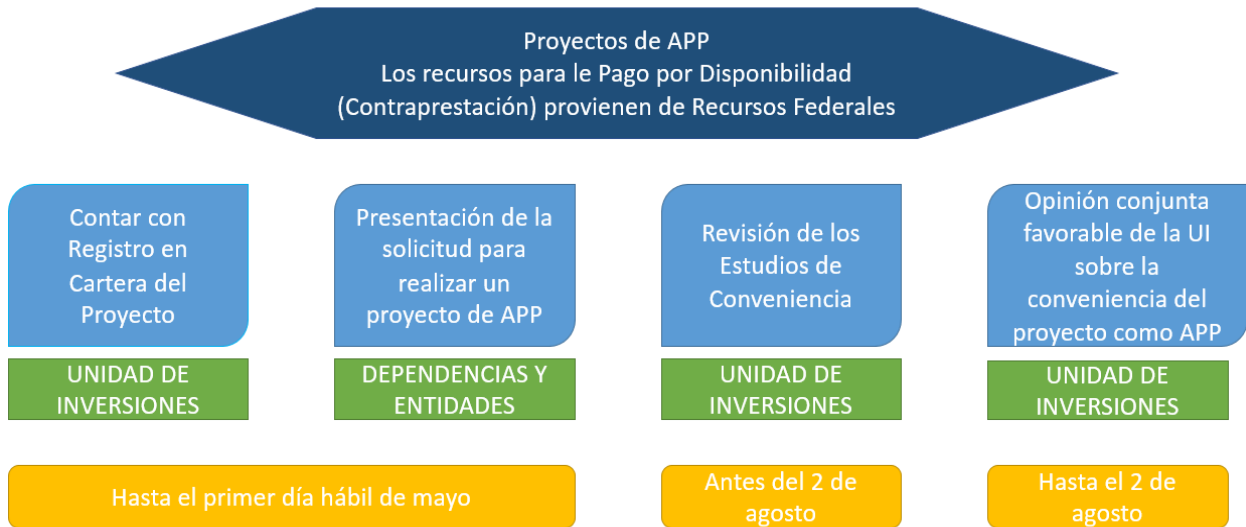 Proyectos de APP
Los recursos para le Pago por Disponibilidad
(Contraprestación) provienen de Recursos Federales
Contar con
Registro en
Cartera del
Proyecto
Presentación de la
solicitud para
realizar un
proyecto de APP
Revisión de los
Estudios de
Conveniencia
Opinión conjunta
favorable de la UI
sobre la
conveniencia del
proyecto como APP
UNIDAD DE
INVERSIONES
DEPENDENCIAS Y
ENTIDADES
UNIDAD DE
INVERSIONES
UNIDAD DE
INVERSIONES
Hasta el primer día hábil de mayo
Antes del 2 de
agosto
Hasta el 2 de
agosto